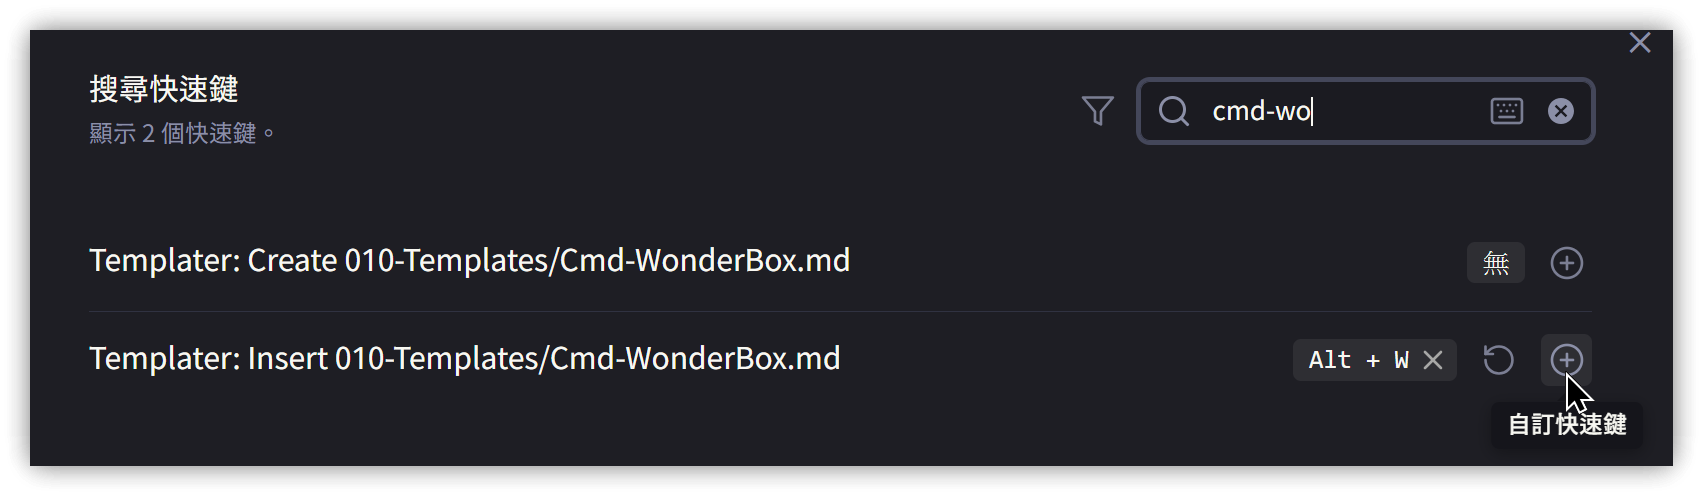 搜尋快速鍵
顯示 2 個快速鍵。
cmd-wo
Templater: Create 010-Templates/Cmd-WonderBox.md
無
Templater: Insert 010-Templates/Cmd-WonderBox.md
Alt + W
自訂快速鍵